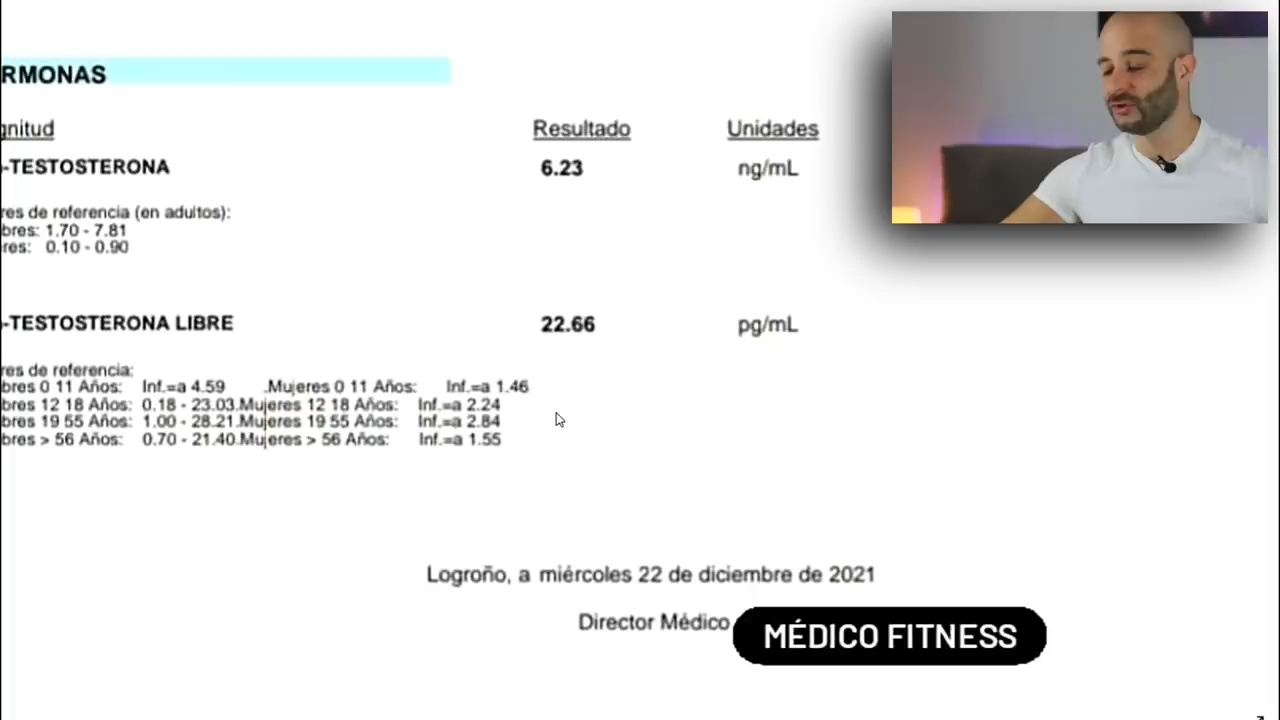 RMONAS
gnitud Resultado Unidades
-TESTOSTERONA 6.23 ng/mL
res de referencia (en adultos):
bres: 1.70 - 7.81
res: 0.10 - 0.90
-TESTOSTERONA LIBRE 22.66 pg/mL
res de referencia:
bres 0 11 Años: Inf.=a 4.59 .Mujeres 0 11 Años: Inf.=a 1.46
bres 12 18 Años: 0.18 - 23.03.Mujeres 12 18 Años: Inf.=a 2.24
bres 19 55 Años: 1.00 - 28.21.Mujeres 19 55 Años: Inf.=a 2.84
bres > 56 Años: 0.70 - 21.40.Mujeres > 56 Años: Inf.=a 1.55
Logroño, a miércoles 22 de diciembre de 2021
Director Médico
MÉDICO FITNESS